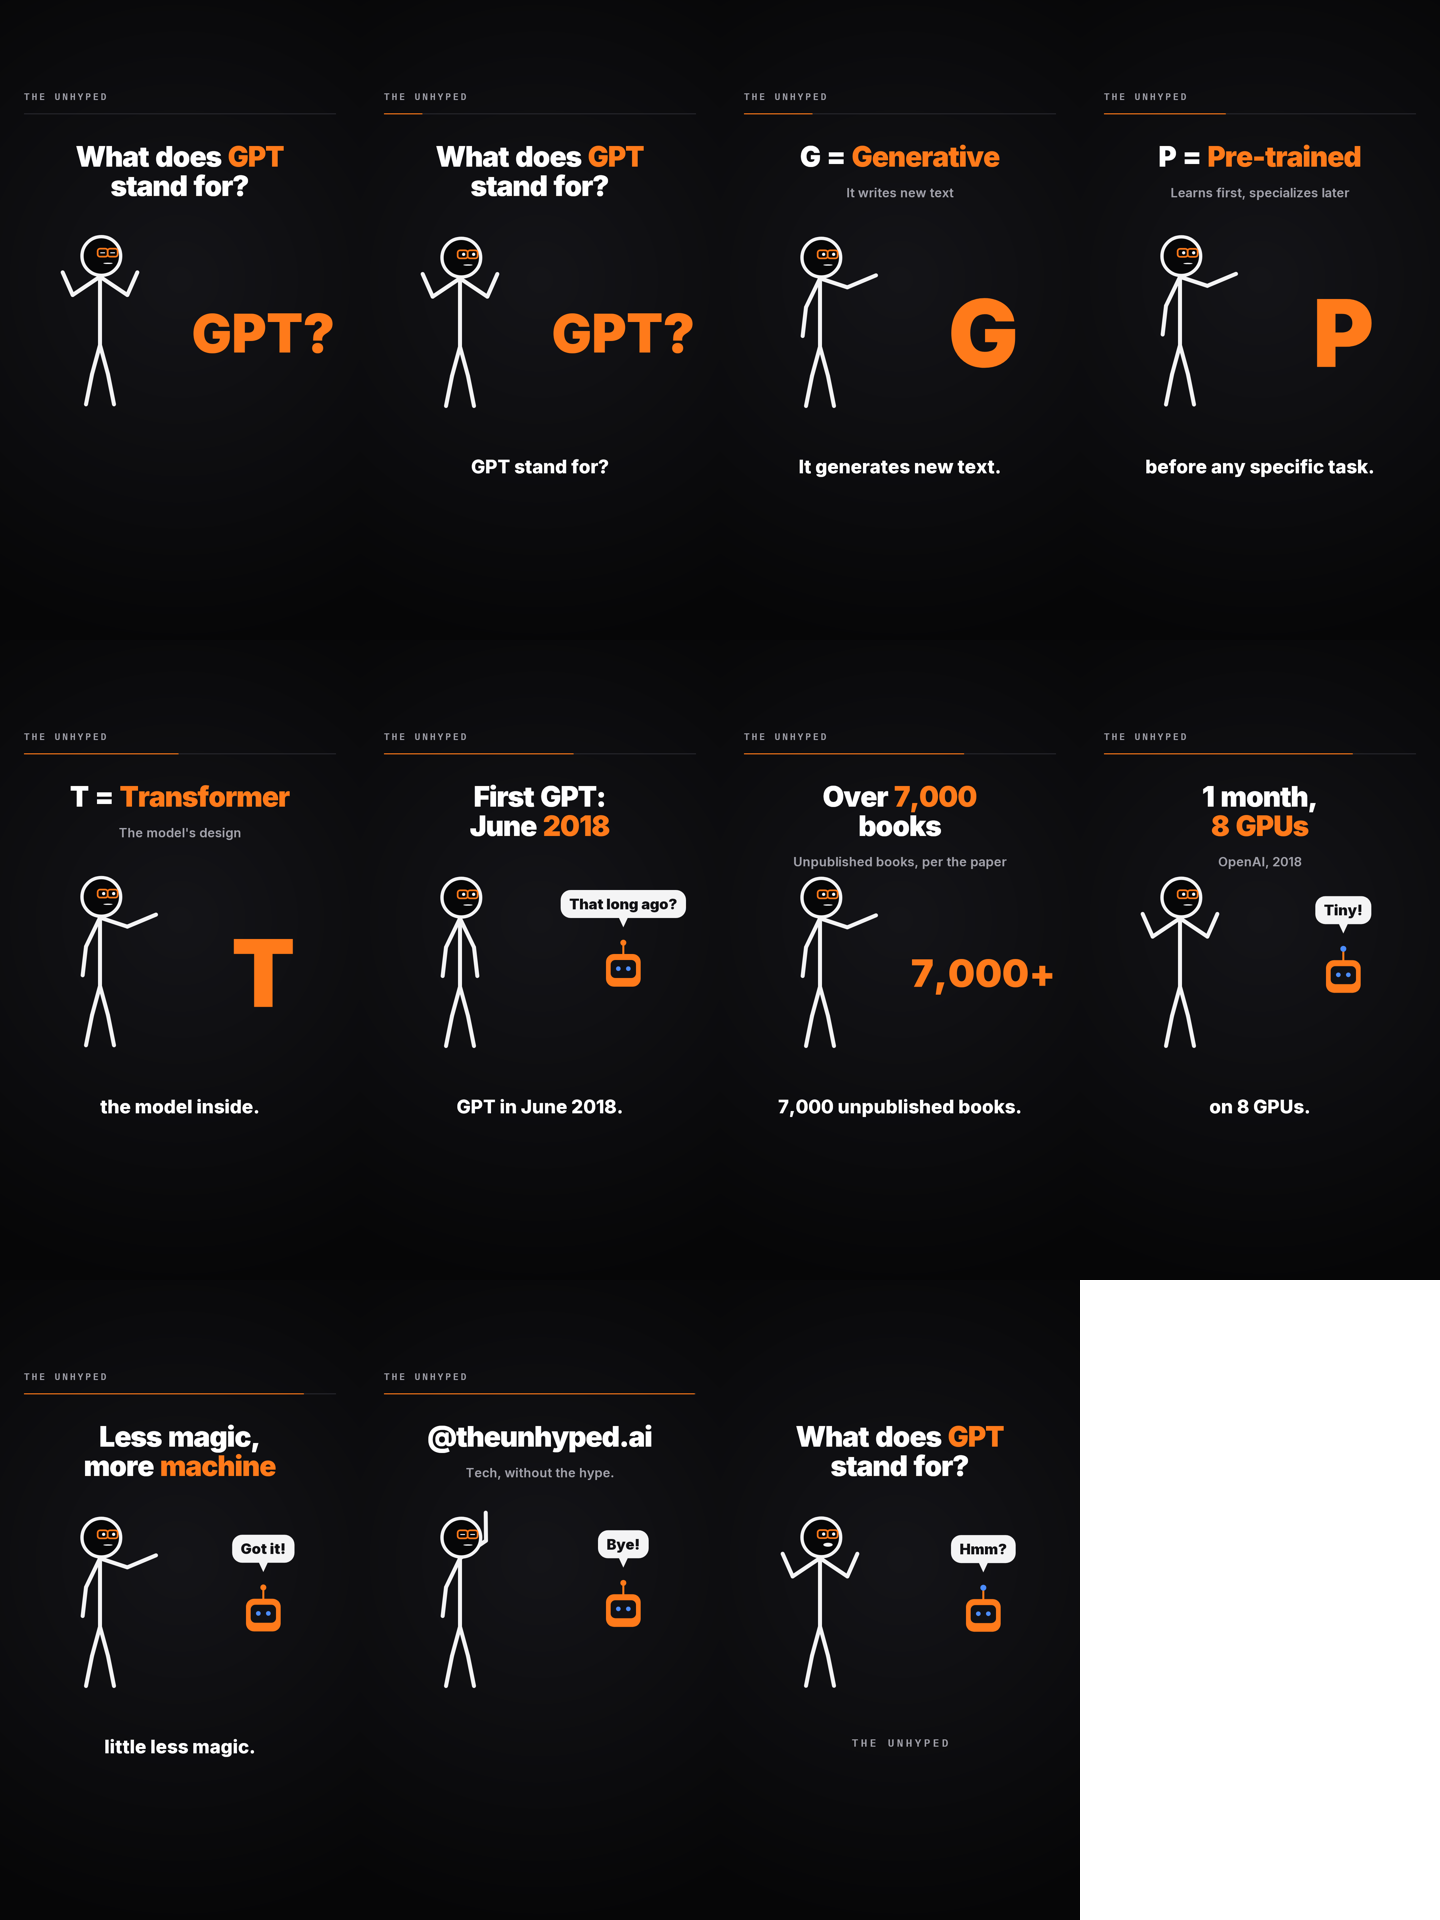 THE UNHYPED
What does GPT
stand for?
GPT?
THE UNHYPED
What does GPT
stand for?
GPT?
GPT stand for?
THE UNHYPED
G = Generative
It writes new text
G
It generates new text.
THE UNHYPED
P = Pre-trained
Learns first, specializes later
P
before any specific task.
THE UNHYPED
T = Transformer
The model's design
T
the model inside.
THE UNHYPED
First GPT:
June 2018
That long ago?
GPT in June 2018.
THE UNHYPED
Over 7,000
books
Unpublished books, per the paper
7,000+
7,000 unpublished books.
THE UNHYPED
1 month,
8 GPUs
OpenAI, 2018
Tiny!
on 8 GPUs.
THE UNHYPED
Less magic,
more machine
Got it!
little less magic.
THE UNHYPED
@theunhyped.ai
Tech, without the hype.
Bye!
What does GPT
stand for?
Hmm?
THE UNHYPED